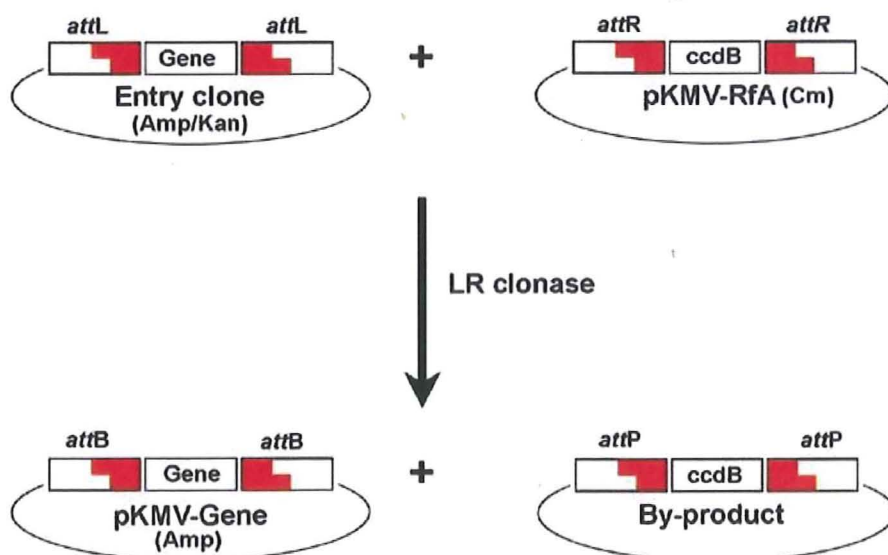 attL attL + attR attR
Gene ccdB
Entry clone pKMV-RfA (Cm)
(Amp/Kan)
LR clonase
attB attB + attP attP
Gene ccdB
pKMV-Gene By-product
(Amp)